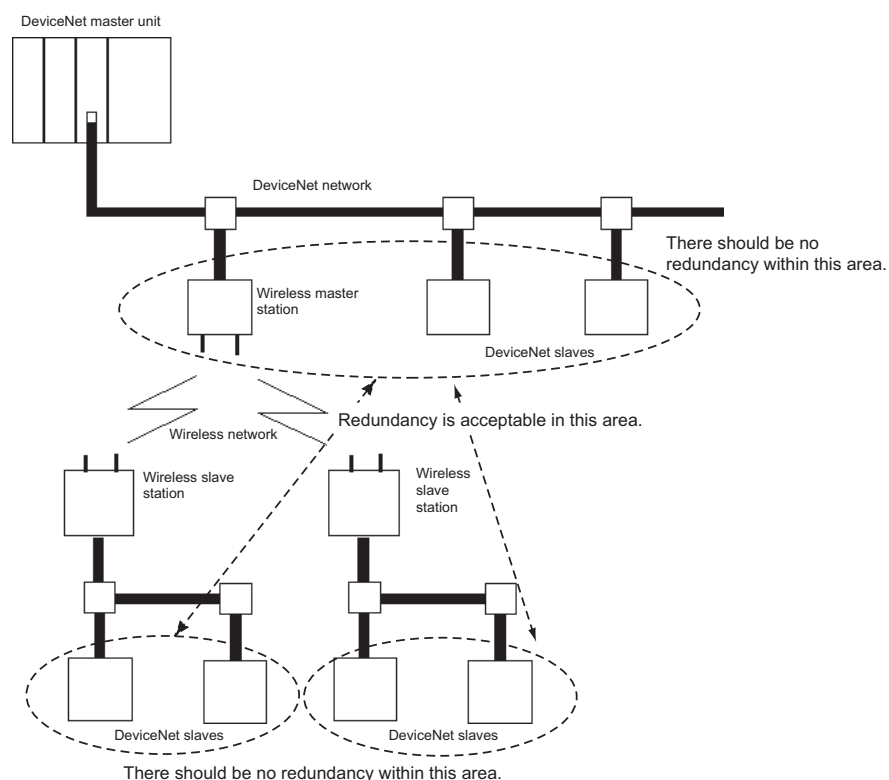 DeviceNet master unit
DeviceNet network
There should be no
redundancy within this area.
Wireless master
station
DeviceNet slaves
Redundancy is acceptable in this area.
Wireless network
Wireless slave
station
Wireless
slave
station
DeviceNet slaves
DeviceNet slaves
There should be no redundancy within this area.